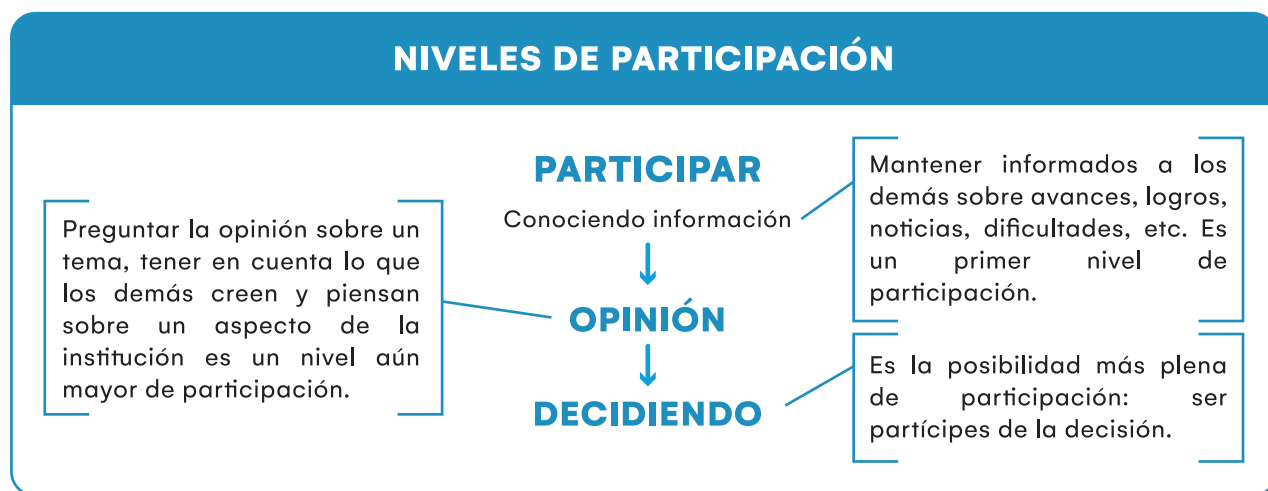 NIVELES DE PARTICIPACIÓN
PARTICIPAR
Conociendo información
Mantener informados a los
demás sobre avances, logros,
noticias, dificultades, etc. Es
un primer nivel de
participación.
Preguntar la opinión sobre un
tema, tener en cuenta lo que
los demás creen y piensan
sobre un aspecto de la
institución es un nivel aún
mayor de participación.
OPINIÓN
DECIDIENDO
Es la posibilidad más plena
de participación: ser
partícipes de la decisión.